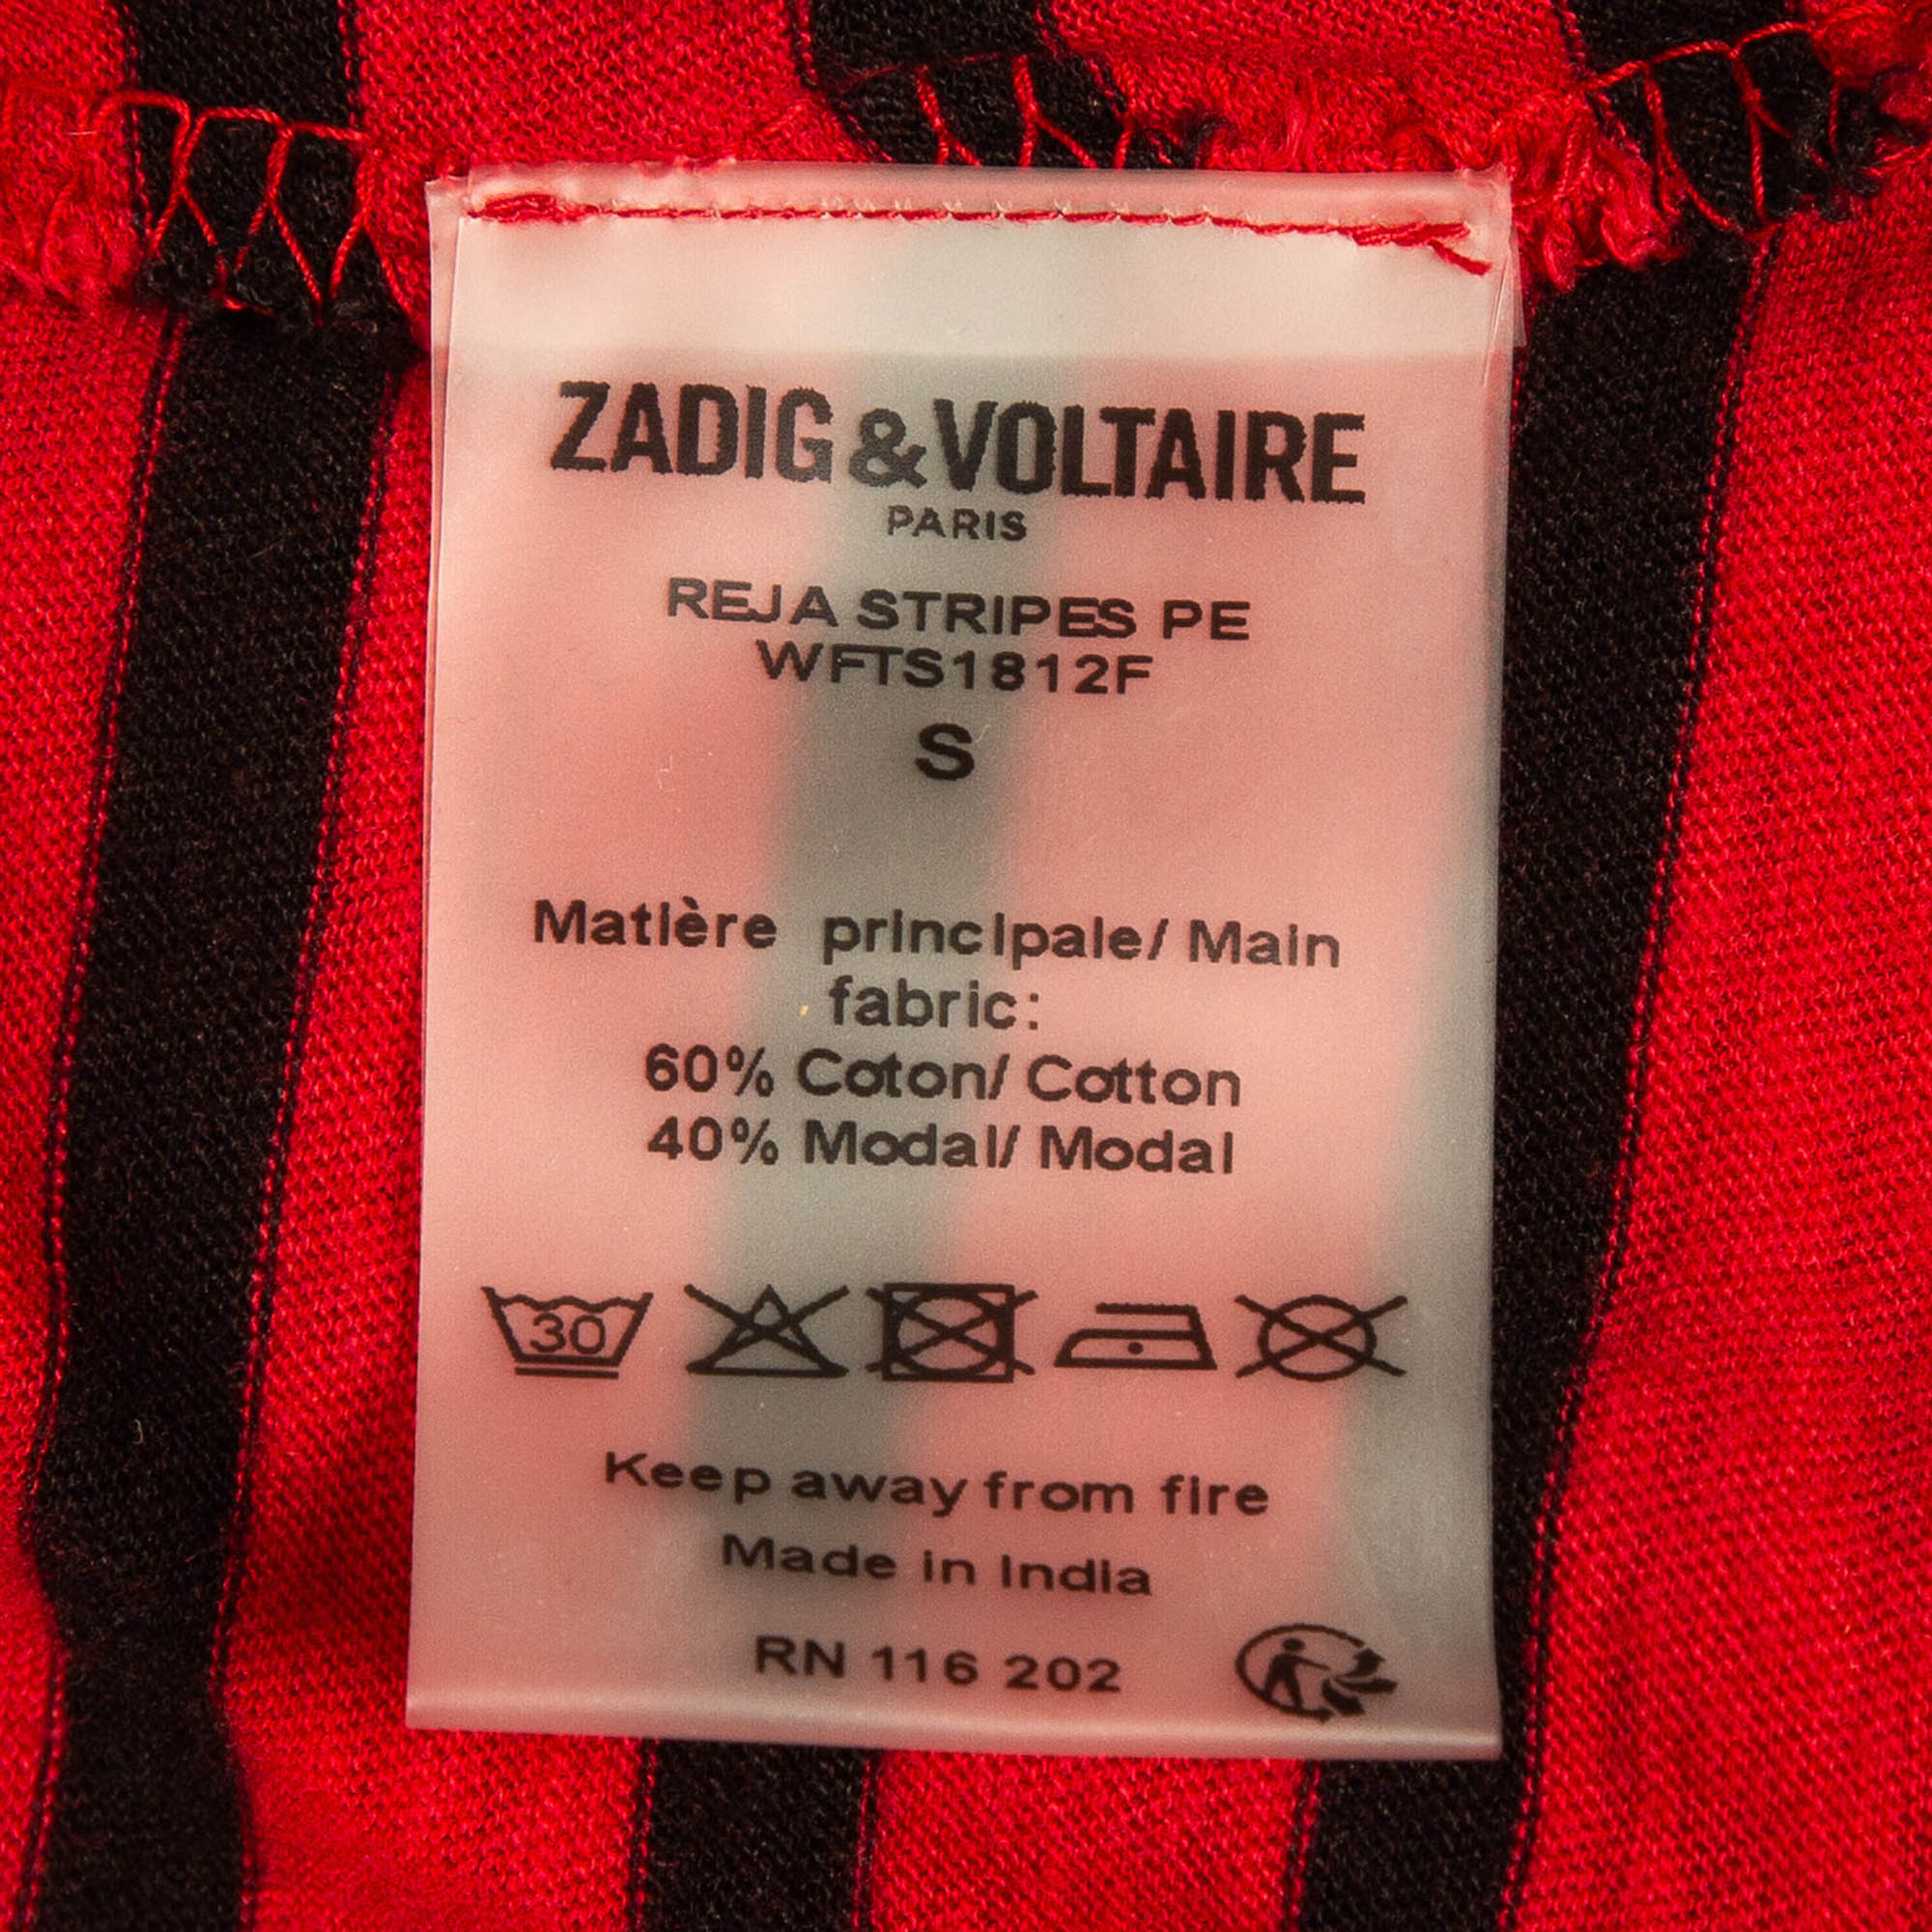 ZADIG & VOLTAIRE
PARIS
REJA STRIPES PE
WFTS1812F
S
Matière principale/ Main
fabric:
60% Coton/ Cotton
40% Modal/ Modal
30
Keep away from fire
Made in India
RN 116 202